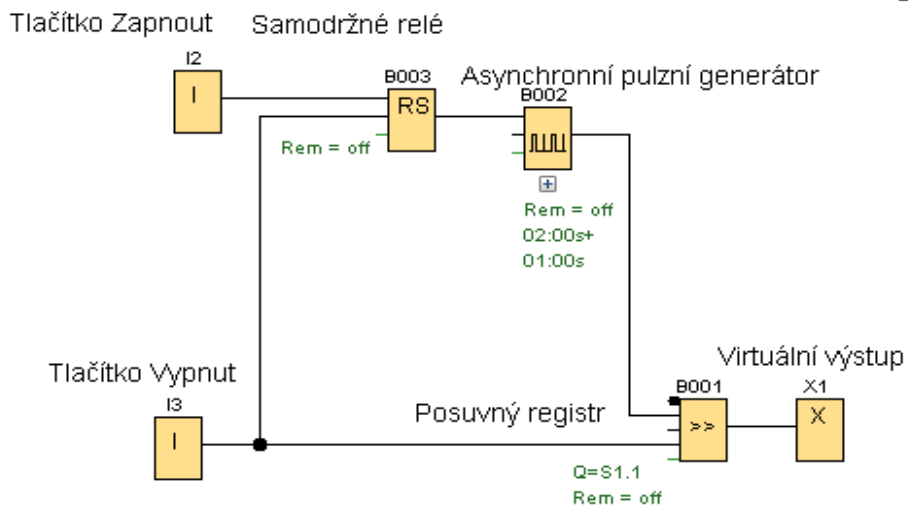 Tlačítko Zapnout
Samodržné relé
I2
I
B003
RS
Rem = off
Asynchronní pulzní generátor
B002
Rem = off
02:00s+
01:00s
Tlačítko Vypnut
I3
I
Posuvný registr
Virtuální výstup
B001
>>
X1
X
Q=S1.1
Rem = off